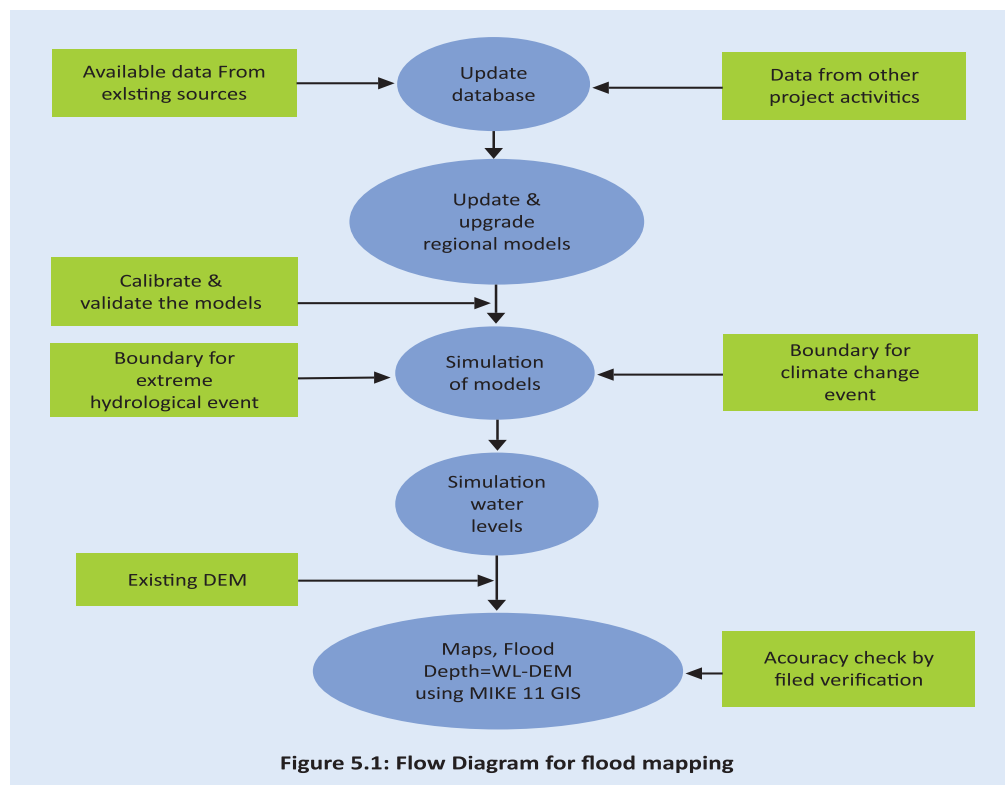 Available data From
exlsting sources
Update
database
Data from other
project activitics
Update &
upgrade
regional models
Calibrate &
validate the models
Boundary for
extreme
hydrological event
Simulation
of models
Boundary for
climate change
event
Simulation
water
levels
Existing DEM
Maps, Flood
Depth=WL-DEM
using MIKE 11 GIS
Acouracy check by
filed verification
Figure 5.1: Flow Diagram for flood mapping